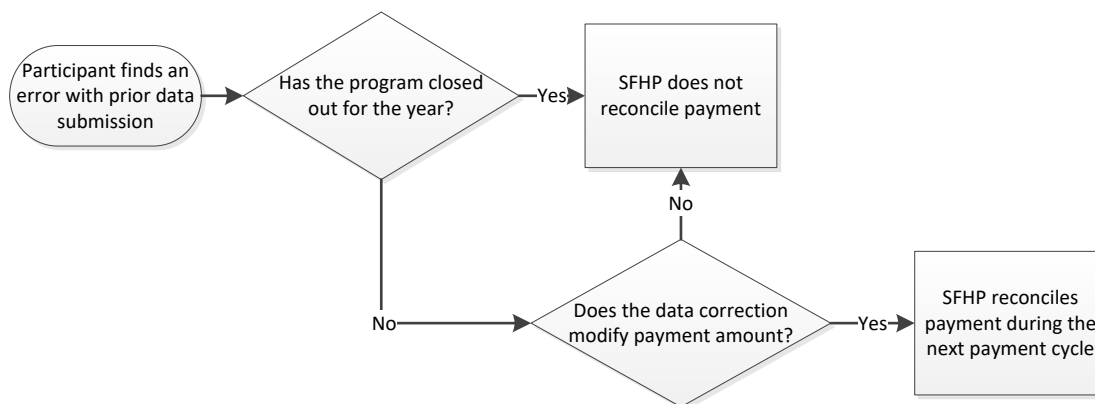 Participant finds an
error with prior data
submission
Has the program closed
out for the year?
Yes
SFHP does not
reconcile payment
No
No
Does the data correction
modify payment amount?
Yes
SFHP reconciles
payment during the
next payment cycle